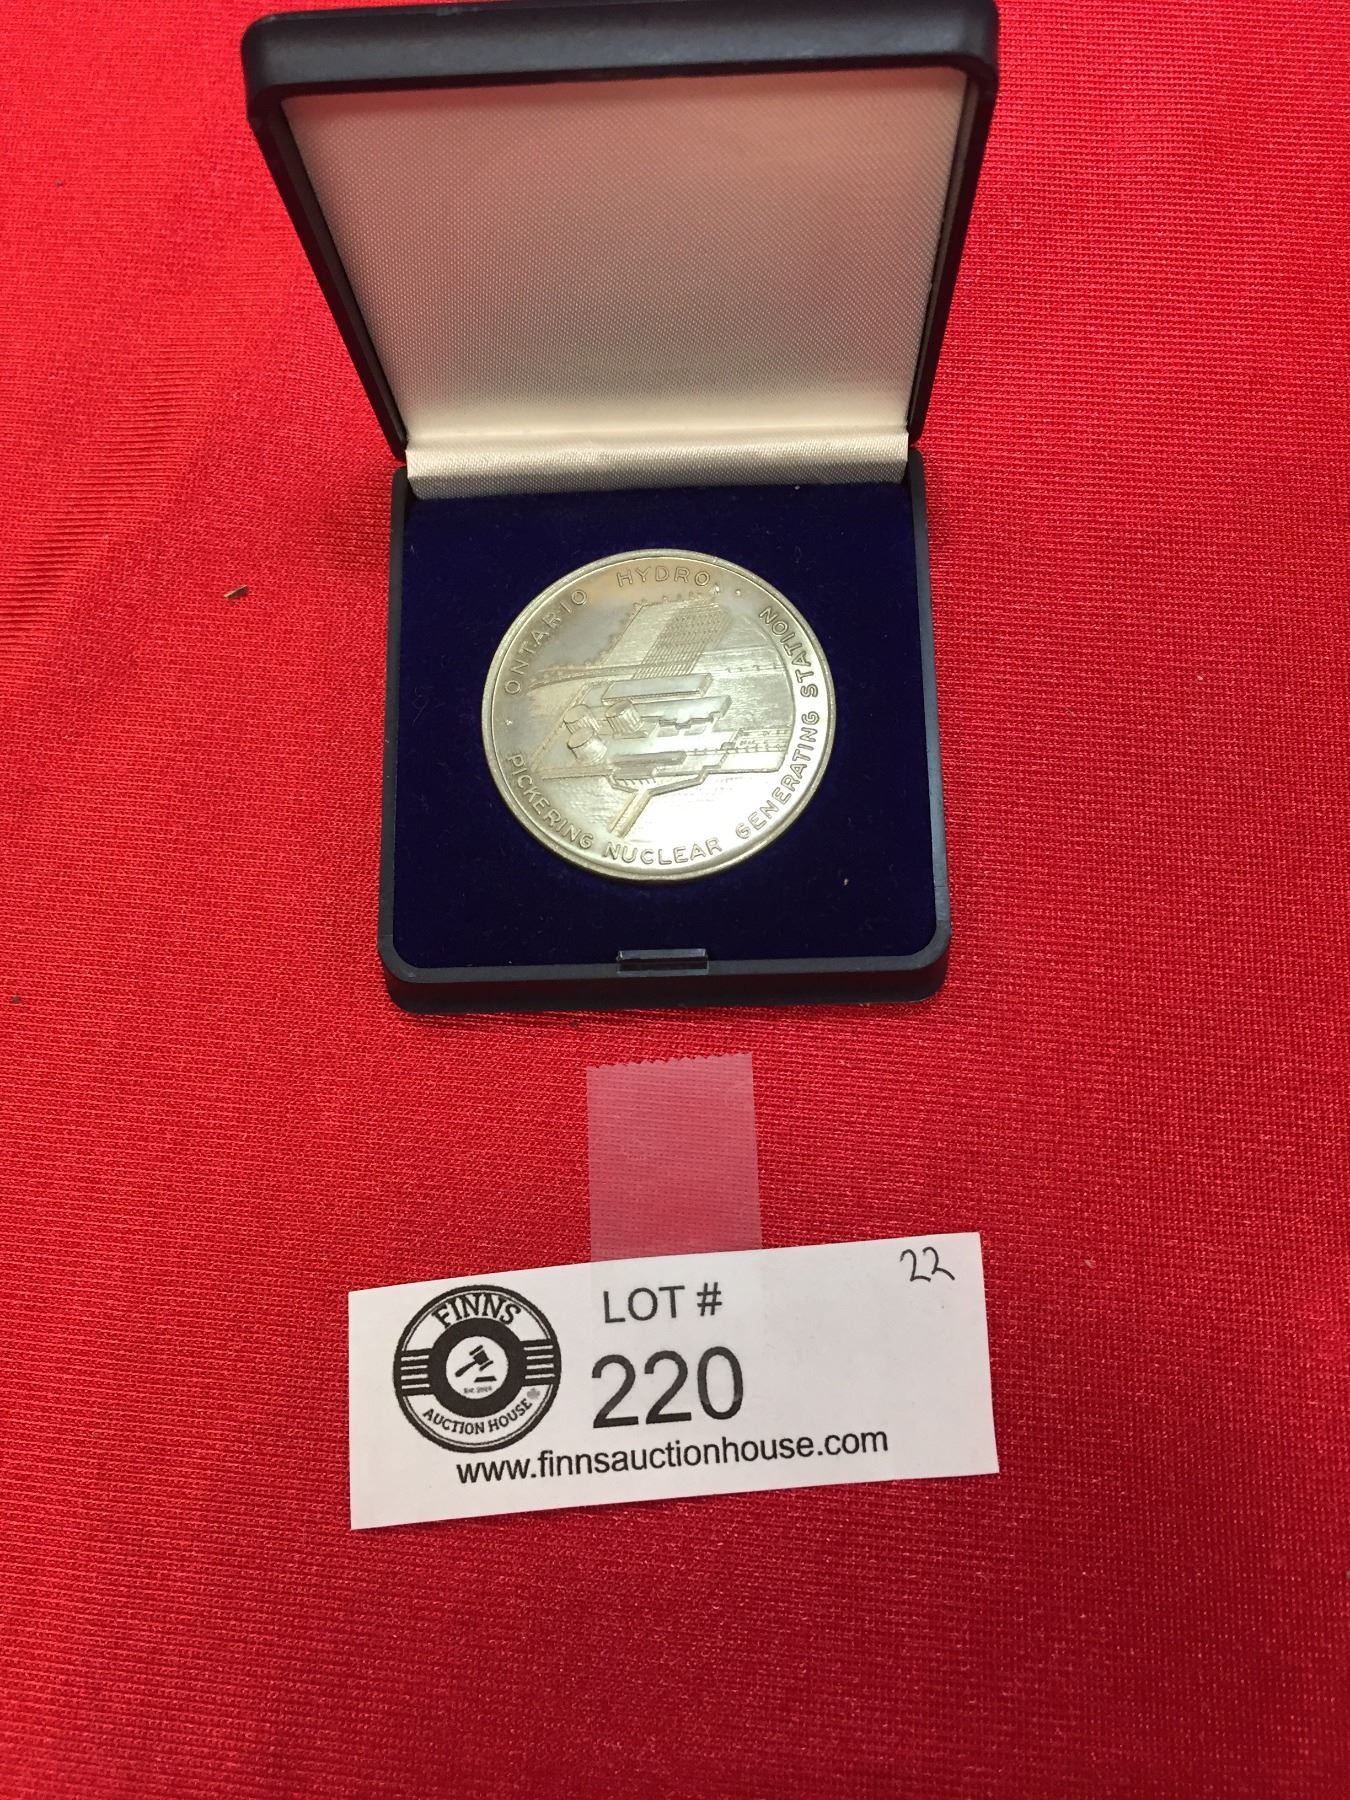 ONTARIO HYDRO
PICKERING NUCLEAR GENERATING STATION
22
LOT #
220
FINNS
AUCTION HOUSE
www.finnsauctionhouse.com